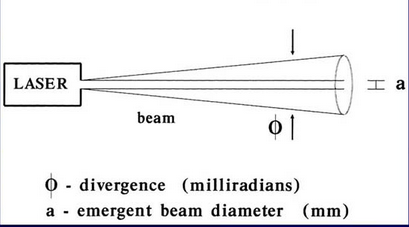 LASER
a
beam
ϕ
ϕ - divergence (milliradians)
a - emergent beam diameter (mm)